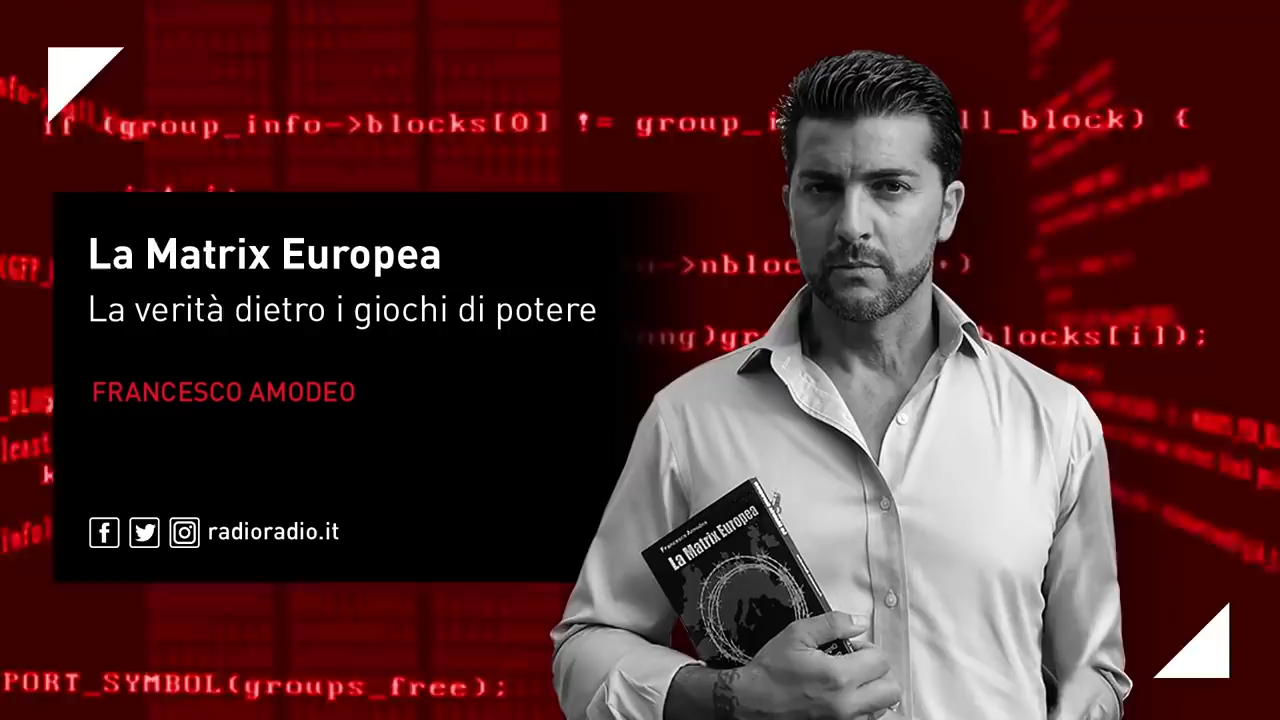 if (group_info->blocks[0] != group_i ll_block) {
La Matrix Europea
La verità dietro i giochi di potere
->nbloc
)
)gr blocks[i]);
FRANCESCO AMODEO
radioradio.it
Francesco Amodeo
La Matrix Europea
PORT_SYMBOL(groups_free);